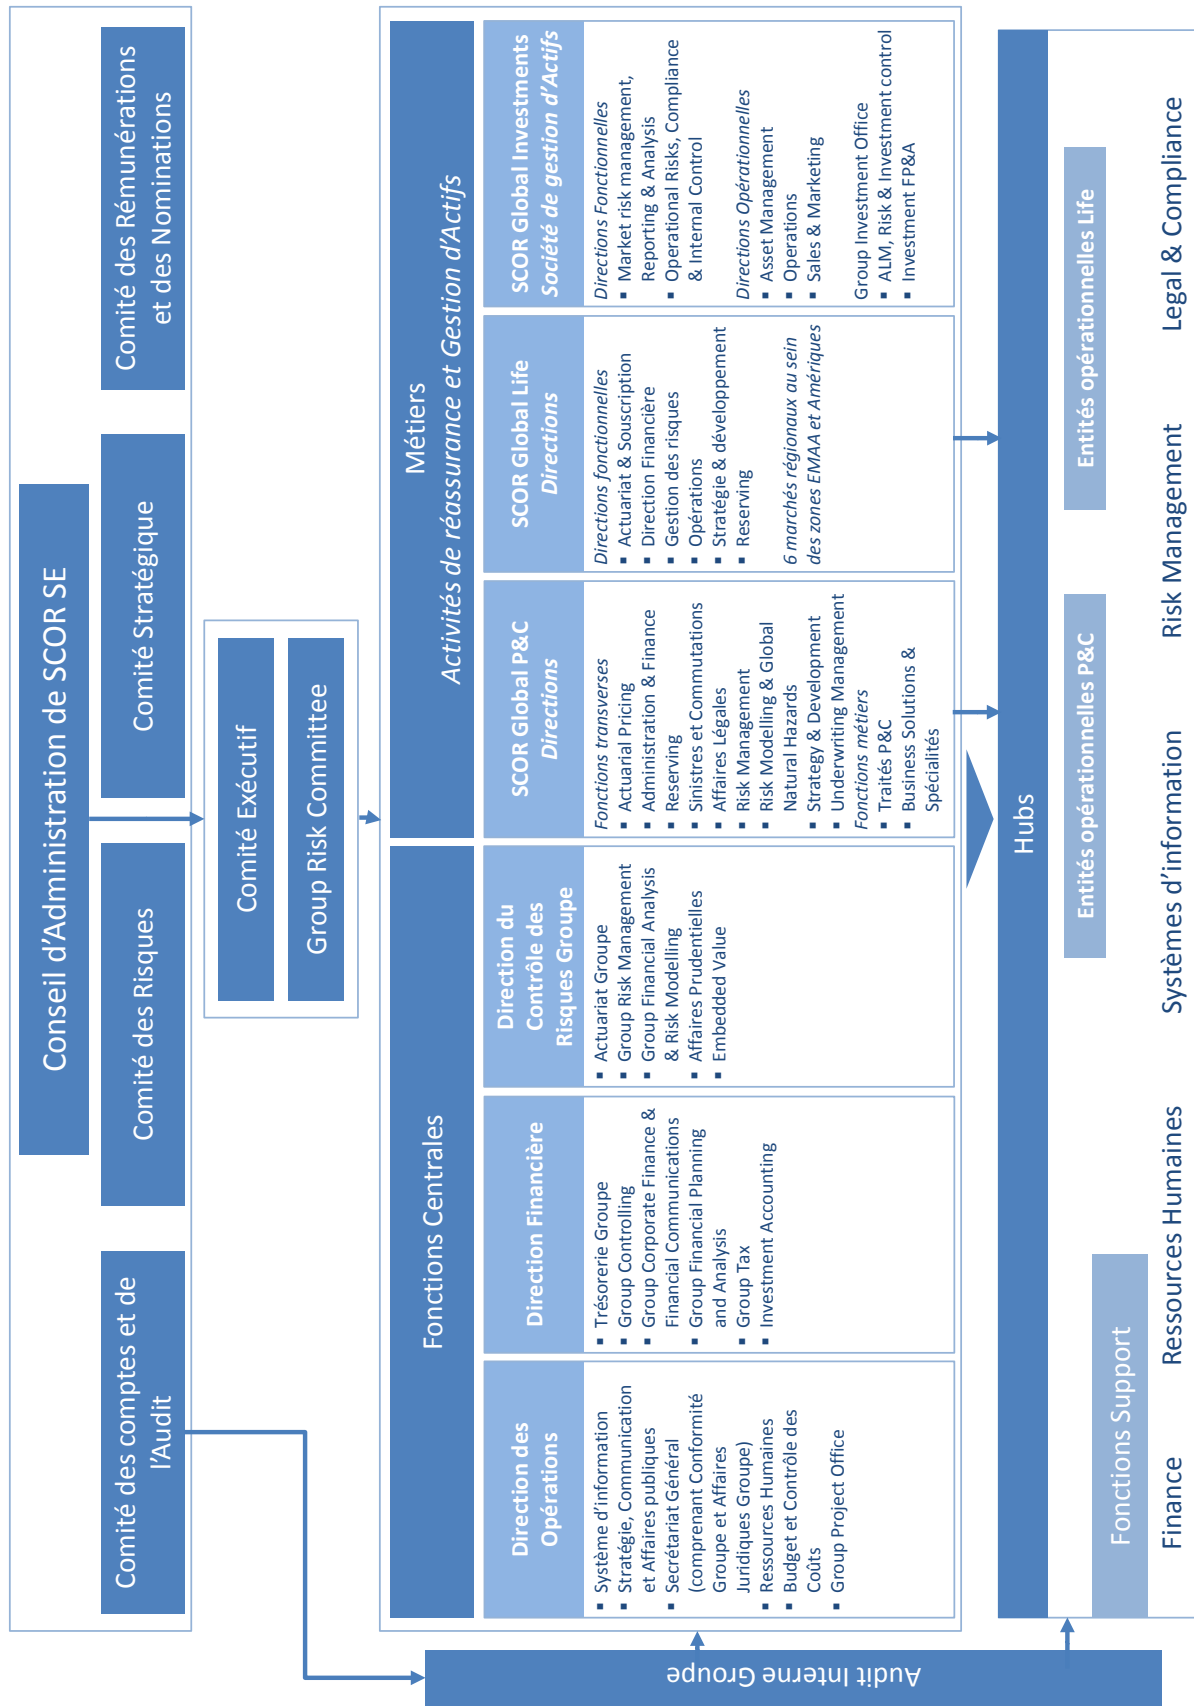 Conseil d'Administration de SCOR SE
Comité des comptes et de
l'Audit
Comité des Risques
Comité Stratégique
Comité des Rémunérations
et des Nominations
Comité Exécutif
Group Risk Committee
Audit Interne Groupe
Fonctions Centrales
Métiers
Activités de réassurance et Gestion d'Actifs
Direction des
Opérations
▪ Système d'information
▪ Stratégie, Communication
et Affaires publiques
▪ Secrétariat Général
(comprenant Conformité
Groupe et Affaires
Juridiques Groupe)
▪ Ressources Humaines
▪ Budget et Contrôle des
Coûts
▪ Group Project Office
Direction Financière
▪ Trésorerie Groupe
▪ Group Controlling
▪ Group Corporate Finance &
Financial Communications
▪ Group Financial Planning
and Analysis
▪ Group Tax
▪ Investment Accounting
Direction du
Contrôle des
Risques Groupe
▪ Actuariat Groupe
▪ Group Risk Management
▪ Group Financial Analysis
& Risk Modelling
▪ Affaires Prudentielles
▪ Embedded Value
SCOR Global P&C
Directions
Fonctions transverses
▪ Actuarial Pricing
▪ Administration & Finance
▪ Reserving
▪ Sinistres et Commutations
▪ Affaires Légales
▪ Risk Management
▪ Risk Modelling & Global
Natural Hazards
▪ Strategy & Development
▪ Underwriting Management
Fonctions métiers
▪ Traités P&C
▪ Business Solutions &
Spécialités
SCOR Global Life
Directions
Directions fonctionnelles
▪ Actuariat & Souscription
▪ Direction Financière
▪ Gestion des risques
▪ Opérations
▪ Stratégie & développement
▪ Reserving
6 marchés régionaux au sein
des zones EMAA et Amériques
SCOR Global Investments
Société de gestion d'Actifs
Directions Fonctionnelles
▪ Market risk management,
Reporting & Analysis
▪ Operational Risks, Compliance
& Internal Control
Directions Opérationnelles
▪ Asset Management
▪ Operations
▪ Sales & Marketing
Group Investment Office
▪ ALM, Risk & Investment control
▪ Investment FP&A
Hubs
Fonctions Support
Entités opérationnelles P&C
Entités opérationnelles Life
Finance
Ressources Humaines
Systèmes d'information
Risk Management
Legal & Compliance